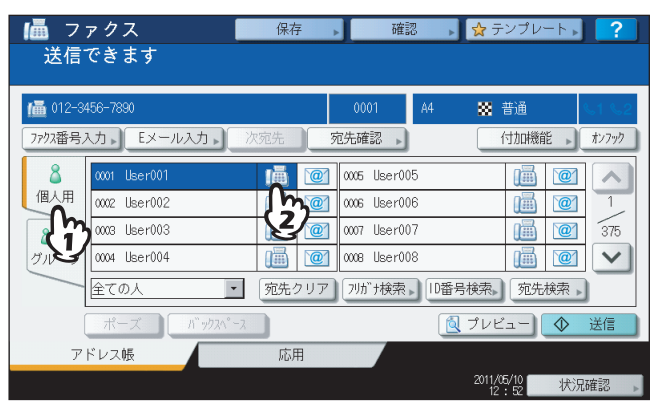 ファクス 保存 確認 テンプレート ?
送信できます
012-3456-7890 0001 A4 普通 1 2
ファクス番号入力 Eメール入力 次宛先 宛先確認 付加機能 オンフック
個人用
0001 User001 @ 0005 User005 @
0002 User002 @ 0006 User006 @
0003 User003 @ 0007 User007 @
0004 User004 @ 0008 User008 @
1
375
1
2
全ての人 宛先クリア フリガナ検索 ID番号検索 宛先検索
ポーズ バックスペース プレビュー 送信
アドレス帳 応用
2011/05/10
12 : 52
状況確認